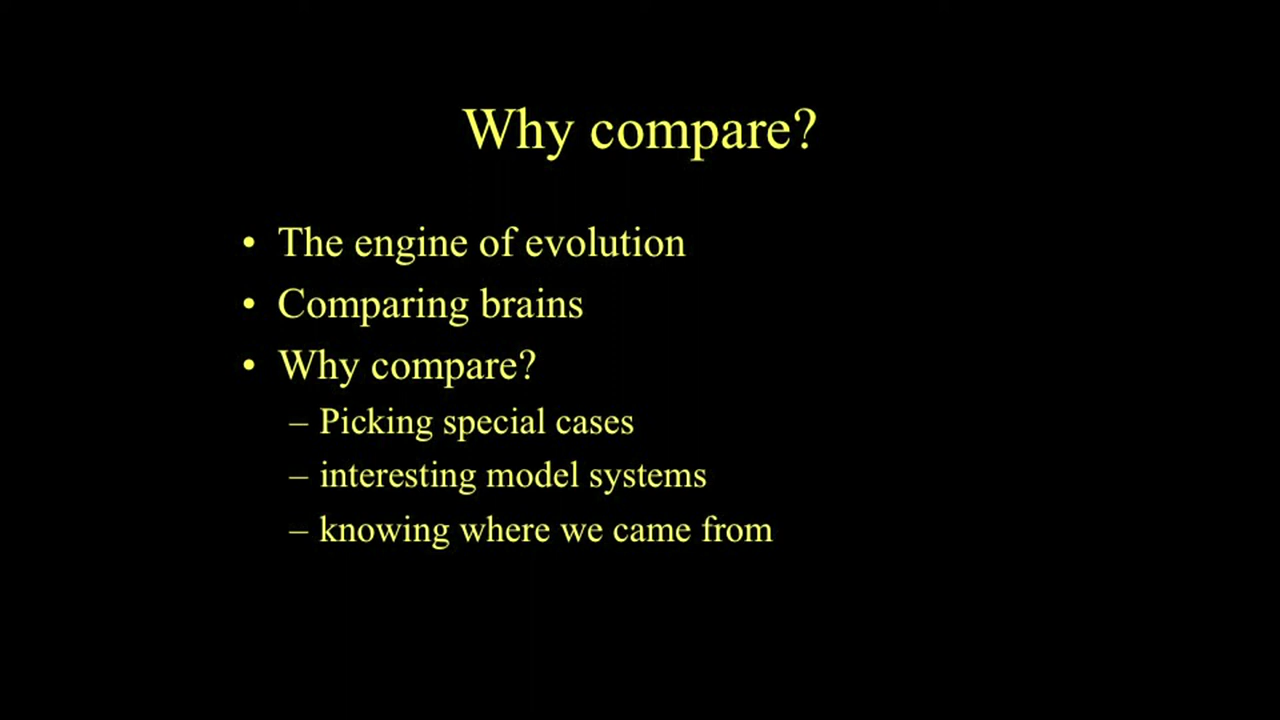 Why compare?
• The engine of evolution
• Comparing brains
• Why compare?
– Picking special cases
– interesting model systems
– knowing where we came from